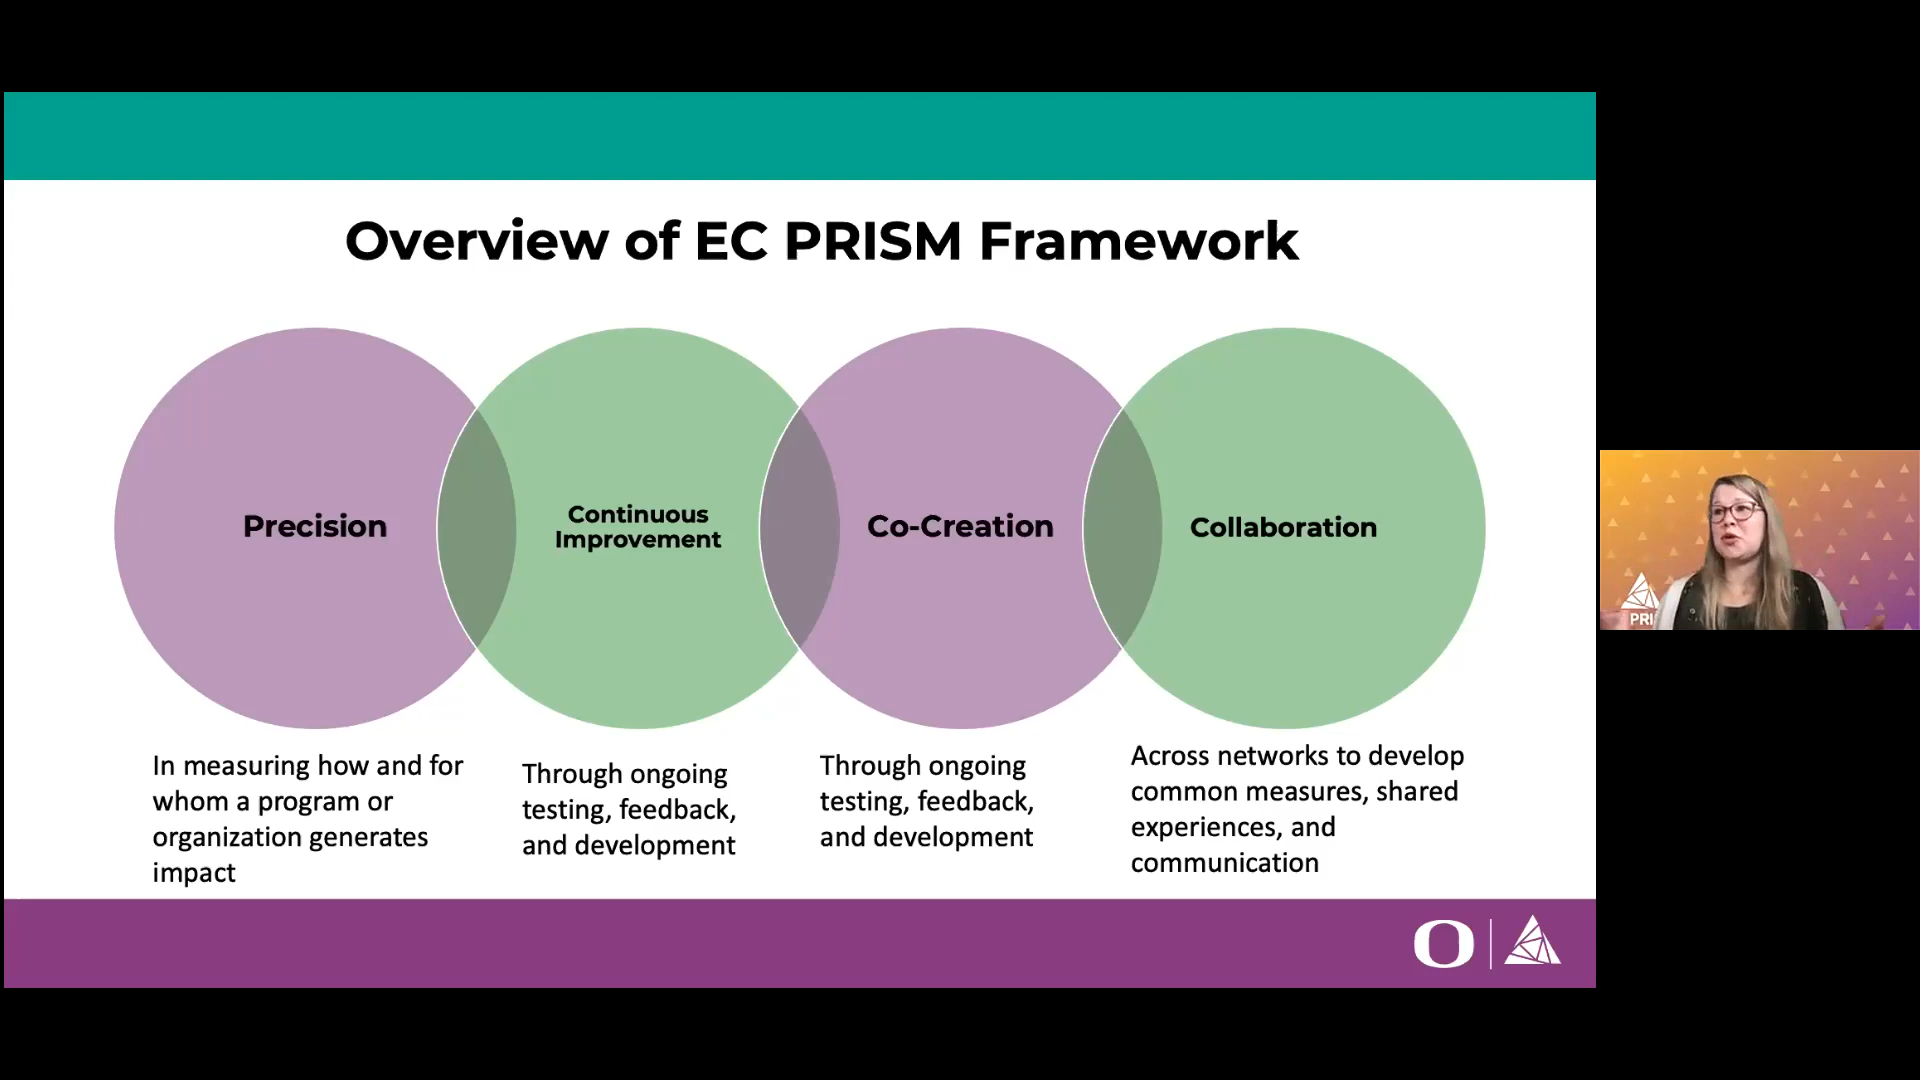 Overview of EC PRISM Framework
Precision
Continuous
Improvement
Co-Creation
Collaboration
In measuring how and for
whom a program or
organization generates
impact
Through ongoing
testing, feedback,
and development
Through ongoing
testing, feedback,
and development
Across networks to develop
common measures, shared
experiences, and
communication
O
PRI